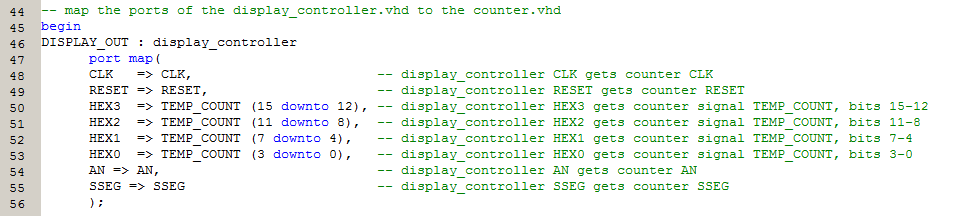 44 -- map the ports of the display_controller.vhd to the counter.vhd
45 begin
46 DISPLAY_OUT : display_controller
47 port map(
48 CLK => CLK, -- display_controller CLK gets counter CLK
49 RESET => RESET, -- display_controller RESET gets counter RESET
50 HEX3 => TEMP_COUNT (15 downto 12), -- display_controller HEX3 gets counter signal TEMP_COUNT, bits 15-12
51 HEX2 => TEMP_COUNT (11 downto 8), -- display_controller HEX2 gets counter signal TEMP_COUNT, bits 11-8
52 HEX1 => TEMP_COUNT (7 downto 4), -- display_controller HEX1 gets counter signal TEMP_COUNT, bits 7-4
53 HEX0 => TEMP_COUNT (3 downto 0), -- display_controller HEX0 gets counter signal TEMP_COUNT, bits 3-0
54 AN => AN, -- display_controller AN gets counter AN
55 SSEG => SSEG -- display_controller SSEG gets counter SSEG
56 );